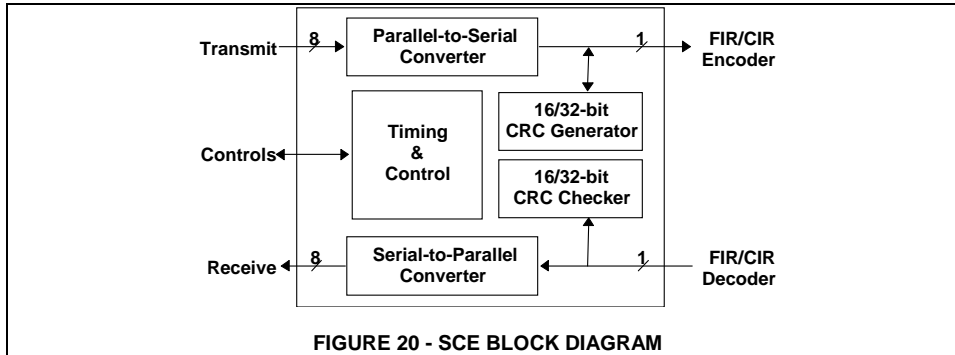 Transmit
8
Parallel-to-Serial
Converter
1
FIR/CIR
Encoder
16/32-bit
CRC Generator
Timing
&
Control
Controls
16/32-bit
CRC Checker
Receive
8
Serial-to-Parallel
Converter
1
FIR/CIR
Decoder
FIGURE 20 - SCE BLOCK DIAGRAM